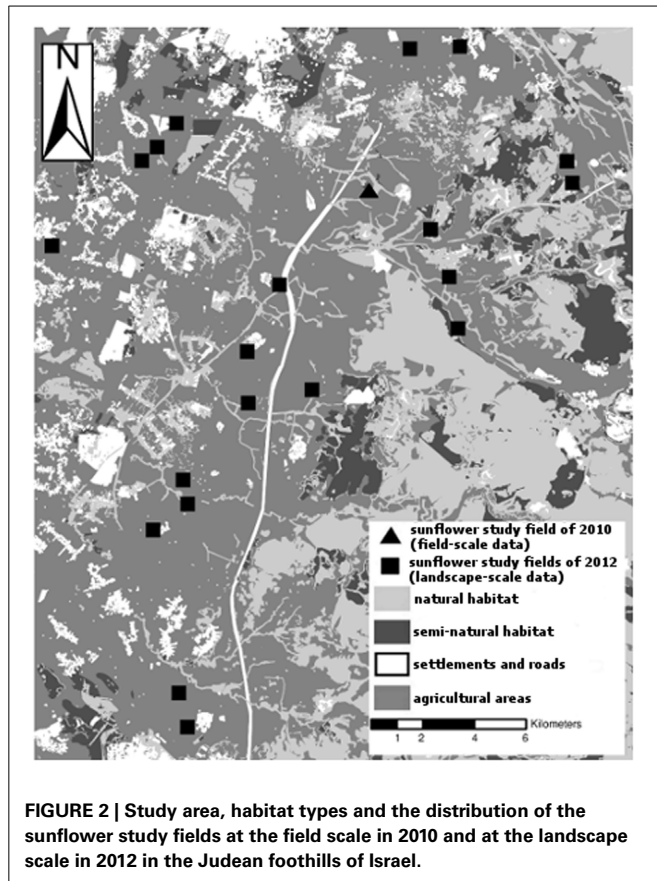 N
sunflower study field of 2010
(field-scale data)
sunflower study fields of 2012
(landscape-scale data)
natural habitat
semi-natural habitat
settlements and roads
agricultural areas
Kilometers
1 2 4 6
FIGURE 2 | Study area, habitat types and the distribution of the
sunflower study fields at the field scale in 2010 and at the landscape
scale in 2012 in the Judean foothills of Israel.